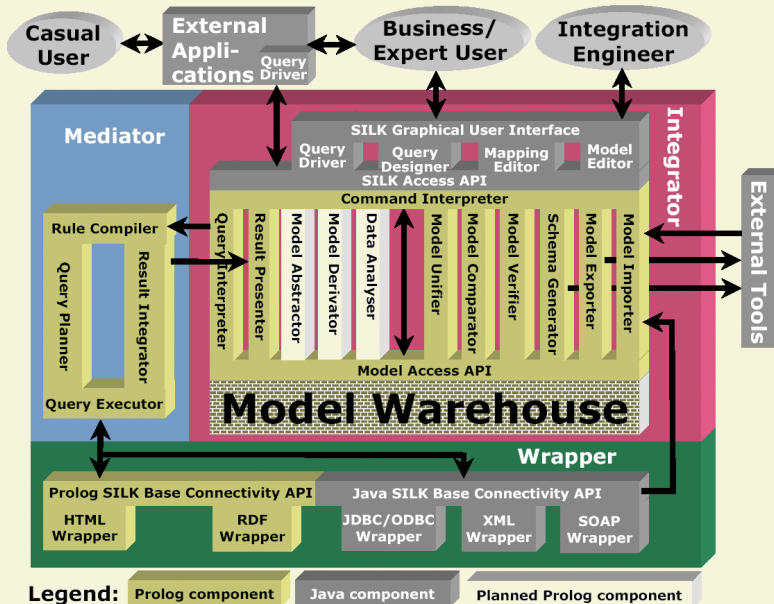 Casual
User
External
Appli-
cations
Query
Driver
Business/
Expert User
Integration
Engineer
Mediator
Integrator
SILK Graphical User Interface
Query
Driver
Query
Designer
Mapping
Editor
Model
Editor
SILK Access API
Command Interpreter
Rule Compiler
Query Planner
Result Integrator
Query Executor
Query Interpreter
Result Presenter
Model Abstractor
Model Derivator
Data Analyser
Model Unifier
Model Comparator
Model Verifier
Schema Generator
Model Exporter
Model Importer
External Tools
Model Access API
Model Warehouse
Wrapper
Prolog SILK Base Connectivity API
Java SILK Base Connectivity API
HTML
Wrapper
RDF
Wrapper
JDBC/ODBC
Wrapper
XML
Wrapper
SOAP
Wrapper
Legend:
Prolog component
Java component
Planned Prolog component